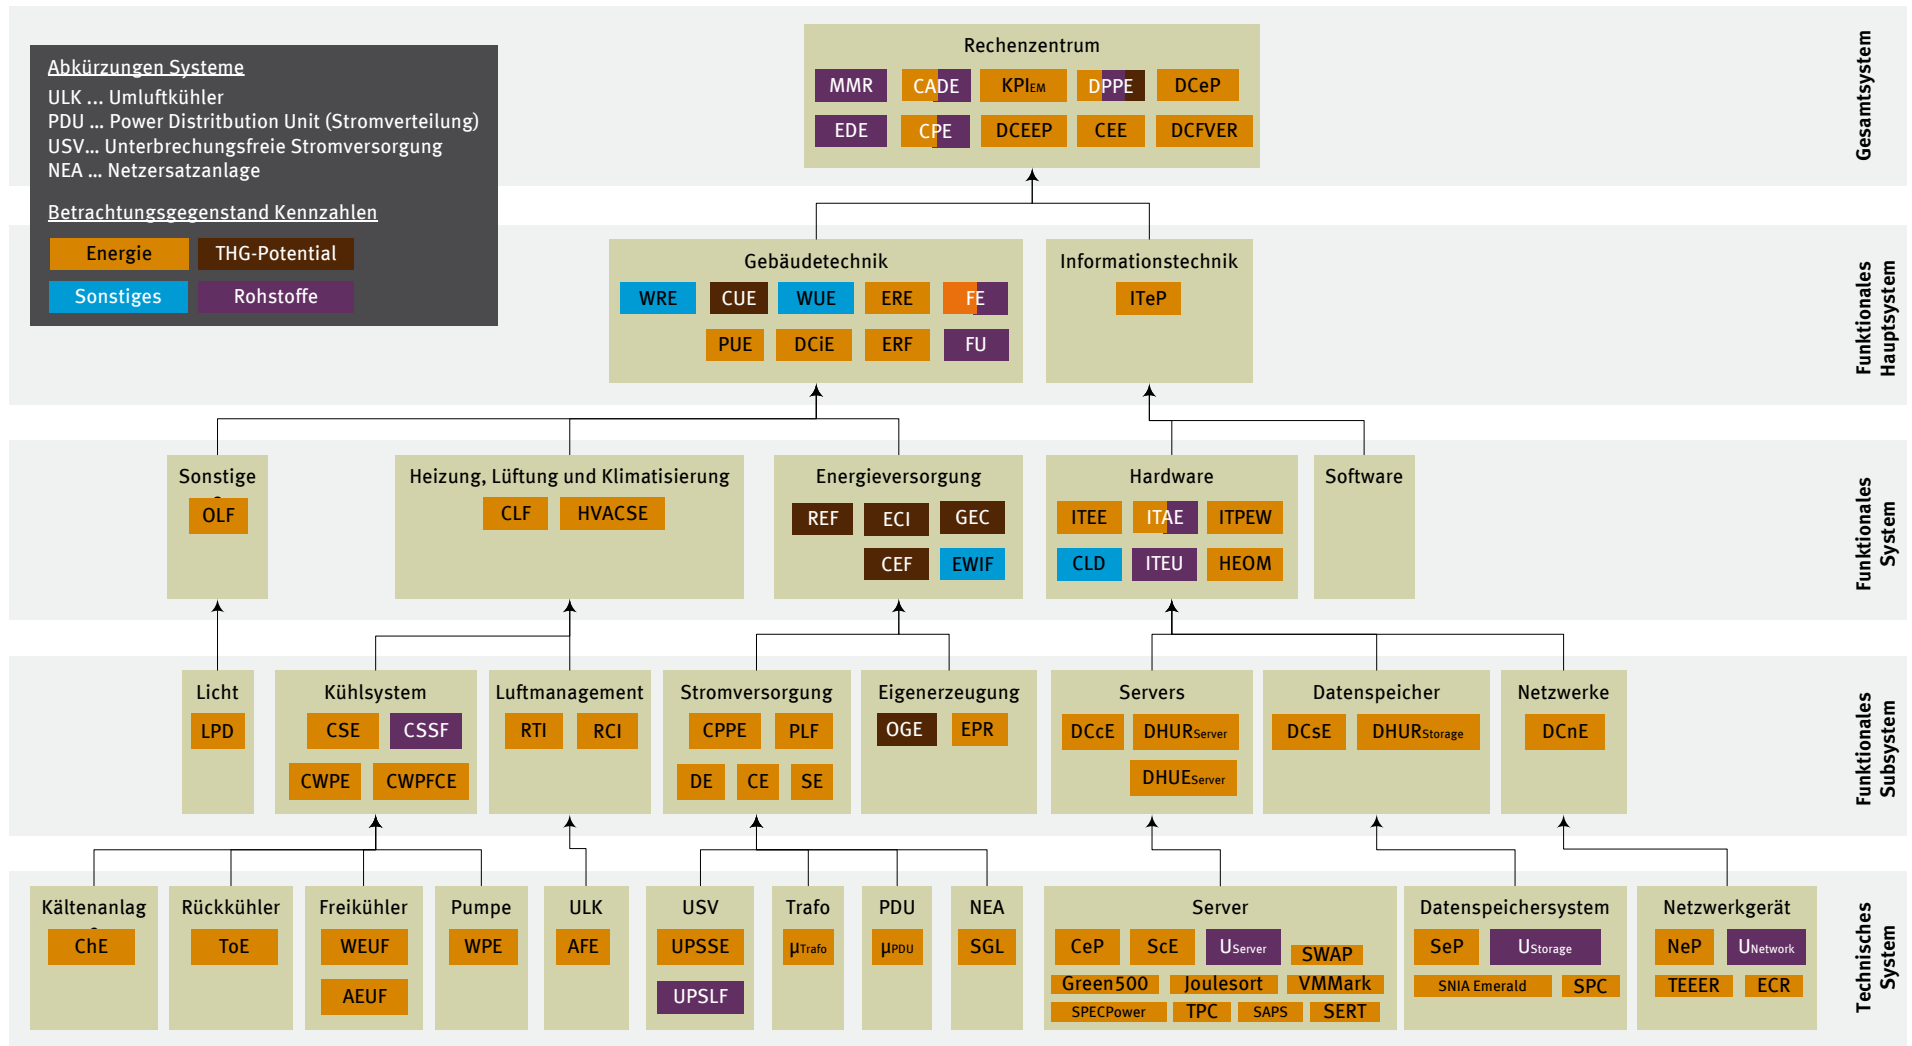 Abkürzungen Systeme
ULK ... Umluftkühler
PDU ... Power Distritbution Unit (Stromverteilung)
USV... Unterbrechungsfreie Stromversorgung
NEA ... Netzersatzanlage
Betrachtungsgegenstand Kennzahlen
Energie
THG-Potential
Sonstiges
Rohstoffe
Rechenzentrum
MMR CADE KPIEM DPPE DCeP
EDE CPE DCEEP CEE DCFVER
Gesamtsystem
Gebäudetechnik
WRE CUE WUE ERE FE
PUE DCiE ERF FU
Informationstechnik
ITeP
Funktionales
Hauptsystem
Sonstige
OLF
Heizung, Lüftung und Klimatisierung
CLF HVACSE
Energieversorgung
REF ECI GEC
CEF EWIF
Hardware
ITEE ITAE ITPEW
CLD ITEU HEOM
Software
Funktionales
System
Licht
LPD
Kühlsystem
CSE CSSF
CWPE CWPFCE
Luftmanagement
RTI RCI
Stromversorgung
CPPE PLF
DE CE SE
Eigenerzeugung
OGE EPR
Servers
DCcE DHURServer
DHUEServer
Datenspeicher
DCsE DHURStorage
Netzwerke
DCnE
Funktionales
Subsystem
Kältenanlag
ChE
Rückkühler
ToE
Freikühler
WEUF
AEUF
Pumpe
WPE
ULK
AFE
USV
UPSSE
UPSLF
Trafo
µTrafo
PDU
µPDU
NEA
SGL
Server
CeP ScE UServer SWAP
Green500 Joulesort VMMark
SPECPower TPC SAPS SERT
Datenspeichersystem
SeP UStorage
SNIA Emerald SPC
Netzwerkgerät
NeP UNetwork
TEEER ECR
Technisches
System